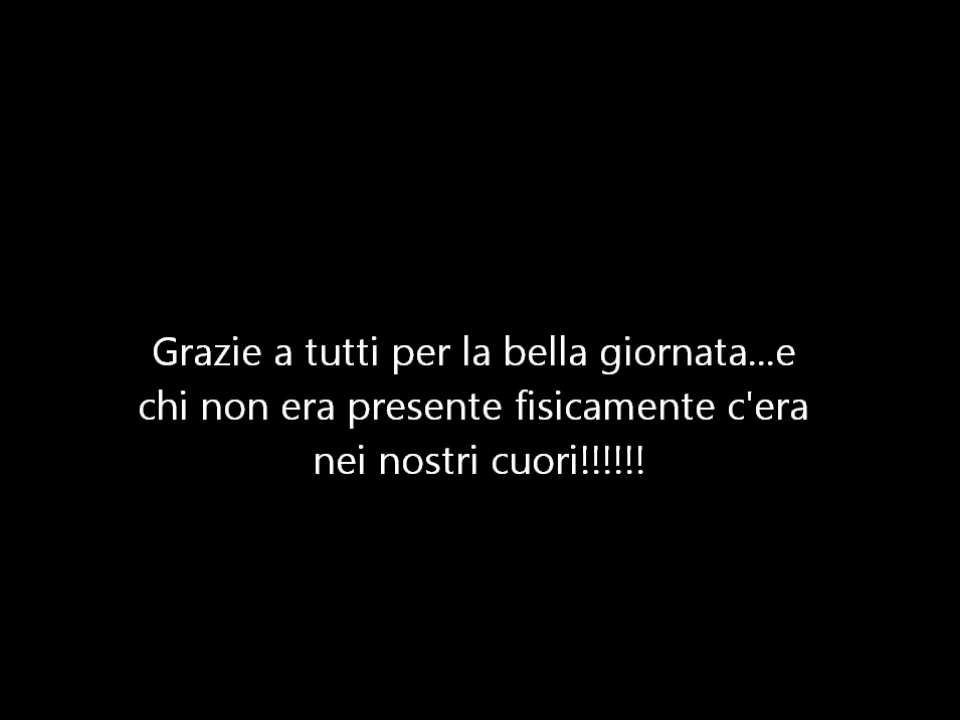 Grazie a tutti per la bella giornata...e
chi non era presente fisicamente c'era
nei nostri cuori!!!!!!